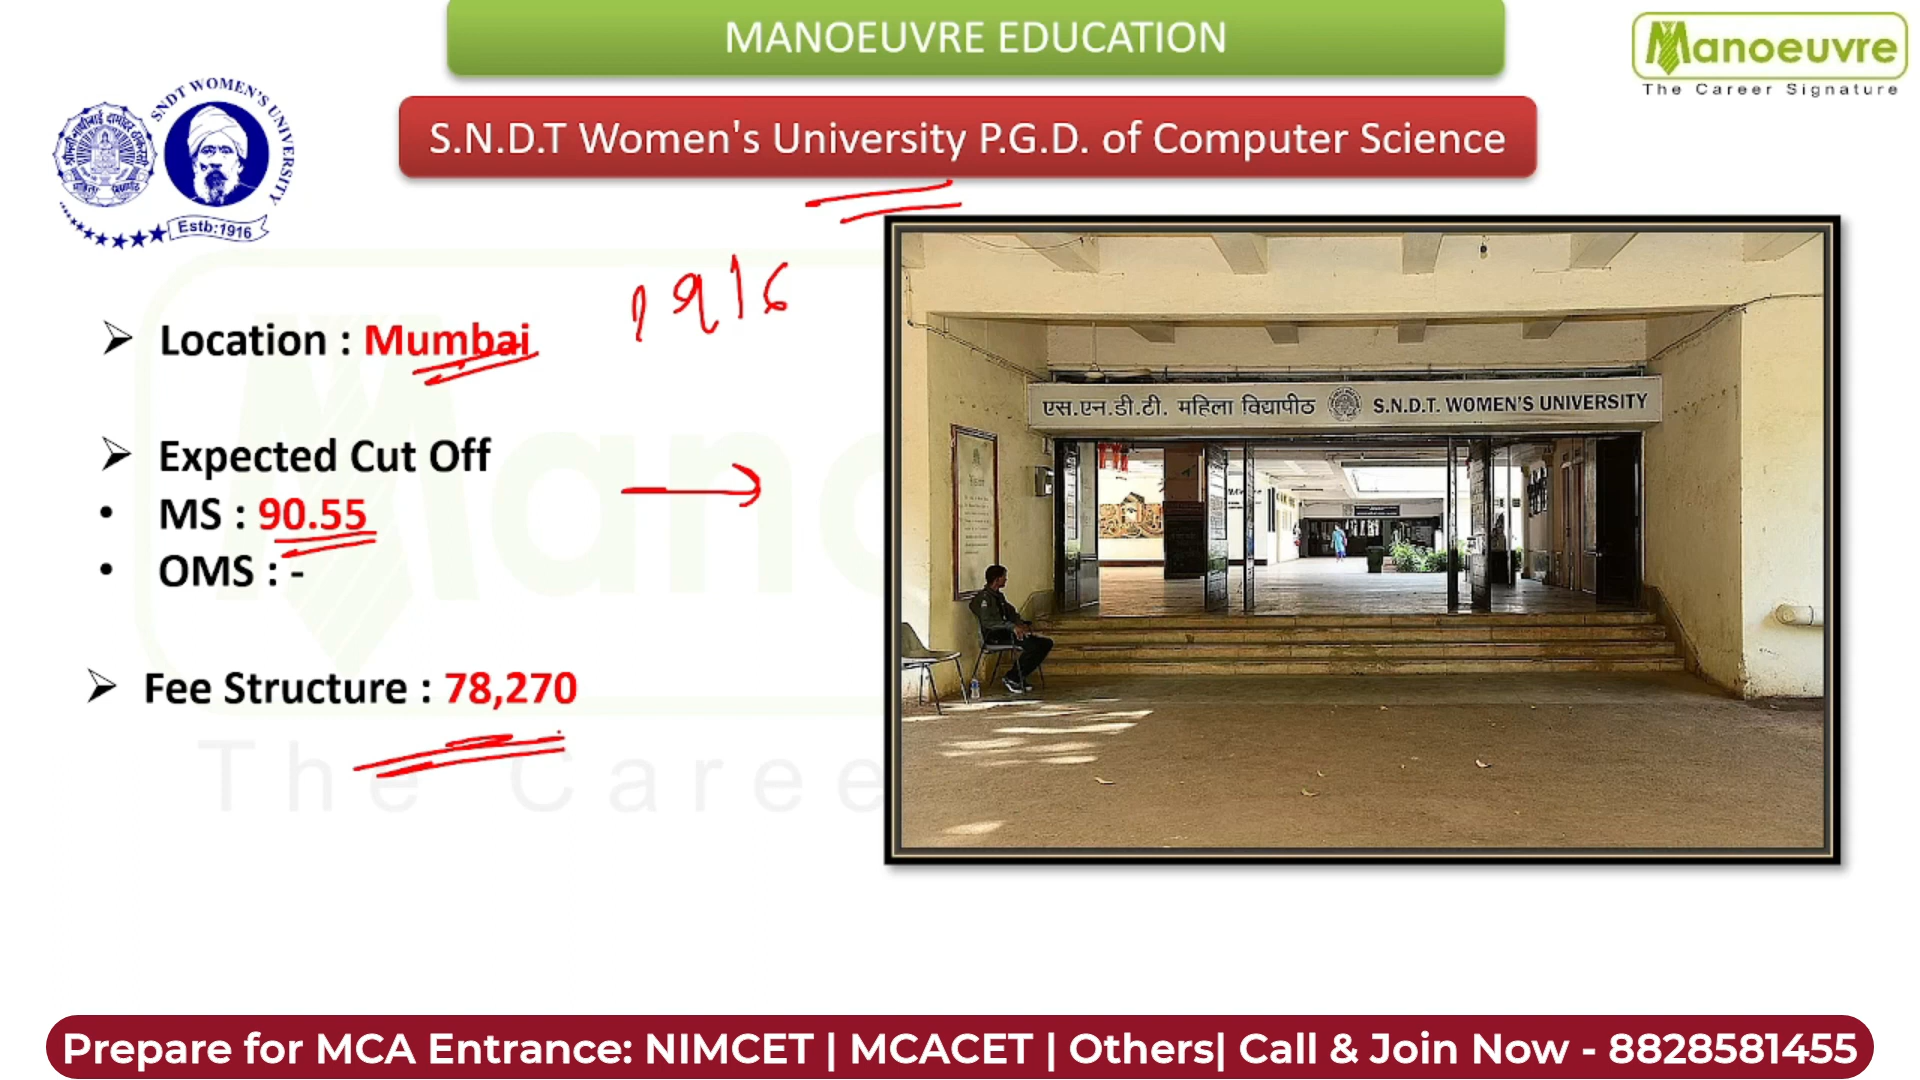 MANOEUVRE EDUCATION
Manoeuvre
The Career Signature
SNDT WOMEN'S UNIVERSITY
Estb:1916
S.N.D.T Women's University P.G.D. of Computer Science
1916
➢ Location : Mumbai
➢ Expected Cut Off
• MS : 90.55
• OMS : -
➢ Fee Structure : 78,270
एस.एन.डी.टी. महिला विद्यापीठ S.N.D.T. WOMEN'S UNIVERSITY
The Caree
Prepare for MCA Entrance: NIMCET | MCACET | Others| Call & Join Now - 8828581455